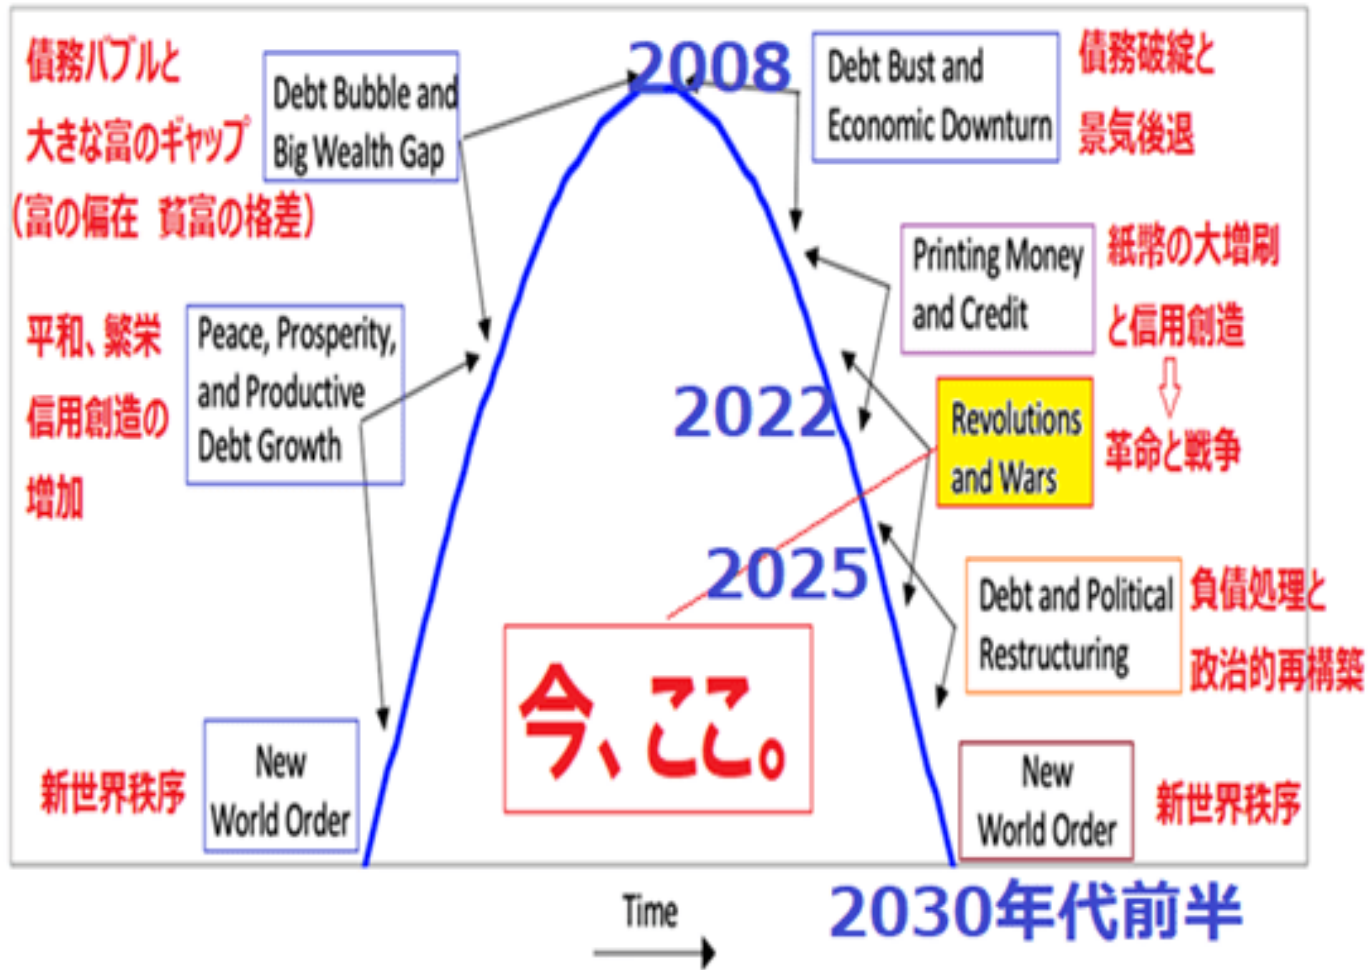 債務バブルと
大きな富のギャップ
（富の偏在 貧富の格差）
Debt Bubble and
Big Wealth Gap
2008
Debt Bust and
Economic Downturn
債務破綻と
景気後退
Printing Money
and Credit
紙幣の大増刷
と信用創造
平和、繁栄
信用創造の
増加
Peace, Prosperity,
and Productive
Debt Growth
2022
Revolutions
and Wars
革命と戦争
2025
Debt and Political
Restructuring
負債処理と
政治的再構築
今、ここ。
新世界秩序
New
World Order
New
World Order
新世界秩序
Time
2030年代前半